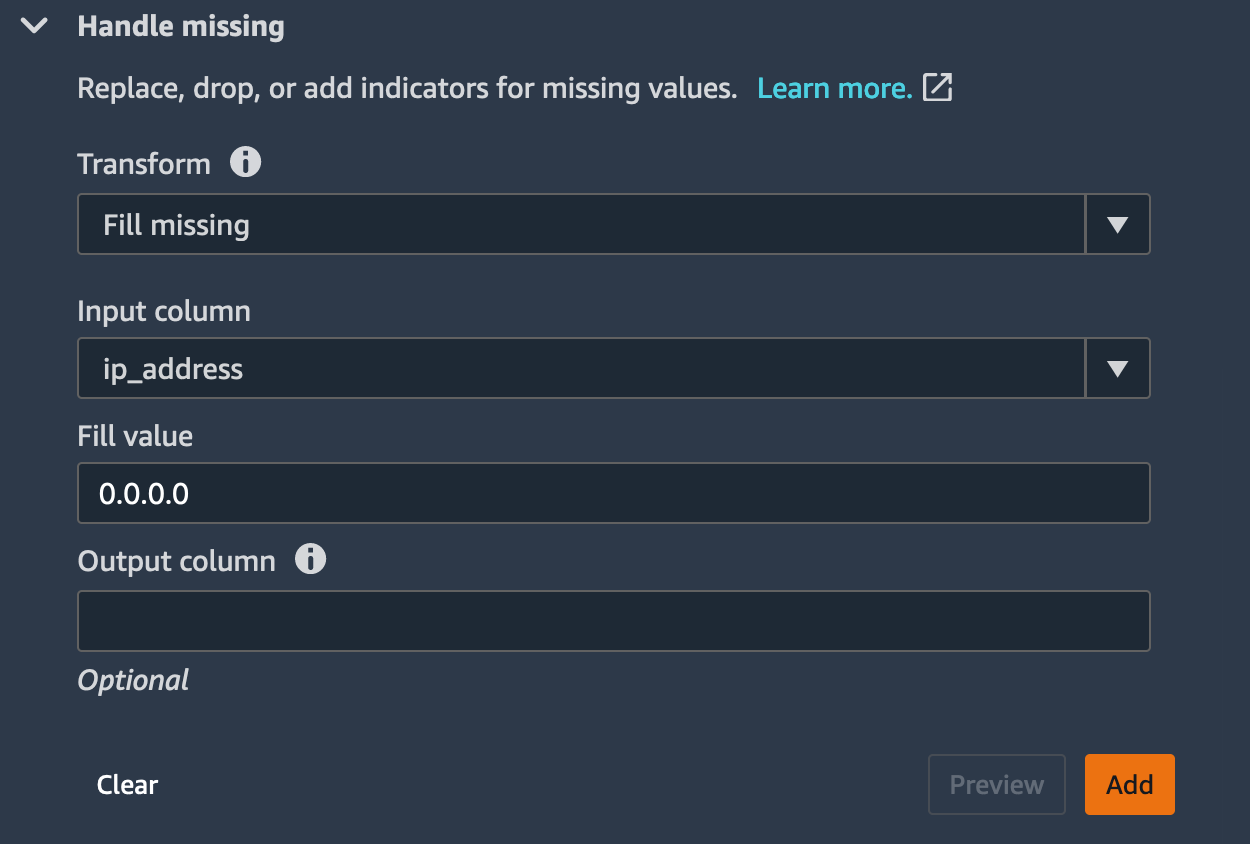 Handle missing
Replace, drop, or add indicators for missing values. Learn more.
Transform
Fill missing
Input column
ip_address
Fill value
0.0.0.0
Output column
Optional
Clear
Preview
Add